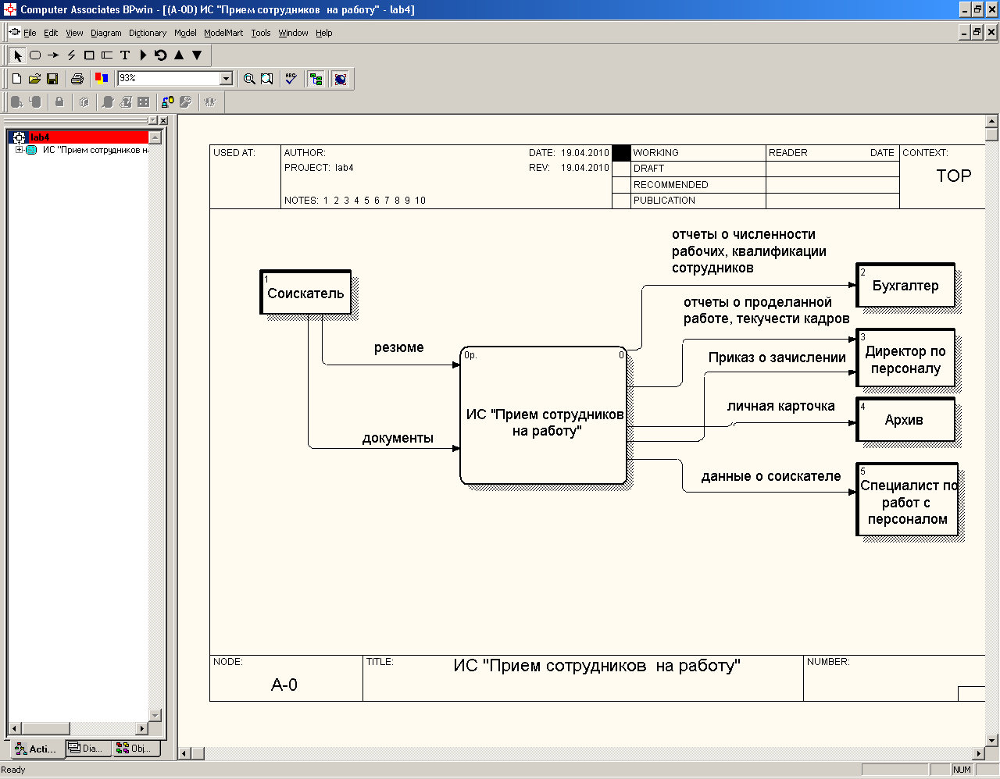 Computer Associates BPwin - [(A-0D) ИС "Прием сотрудников  на работу" - lab4]
File Edit View Diagram Dictionary Model ModelMart Tools Window Help
T
93%
ABC
lab4
ИС "Прием сотрудников на
USED AT:
AUTHOR:
DATE: 19.04.2010
PROJECT: lab4
REV: 19.04.2010
NOTES: 1 2 3 4 5 6 7 8 9 10
WORKING
DRAFT
RECOMMENDED
PUBLICATION
READER DATE
CONTEXT:
TOP
отчеты о численности
рабочих, квалификации
сотрудников
1
Соискатель
2
Бухгалтер
отчеты о проделанной
работе, текучести кадров
резюме
0р. 0
ИС "Прием сотрудников
на работу"
3
Директор по
персоналу
Приказ о зачислении
личная карточка
4
Архив
документы
данные о соискателе
5
Специалист по
работ с
персоналом
NODE:
A-0
TITLE:
ИС "Прием сотрудников  на работу"
NUMBER:
Acti...
Dia...
Obj...
Ready
NUM